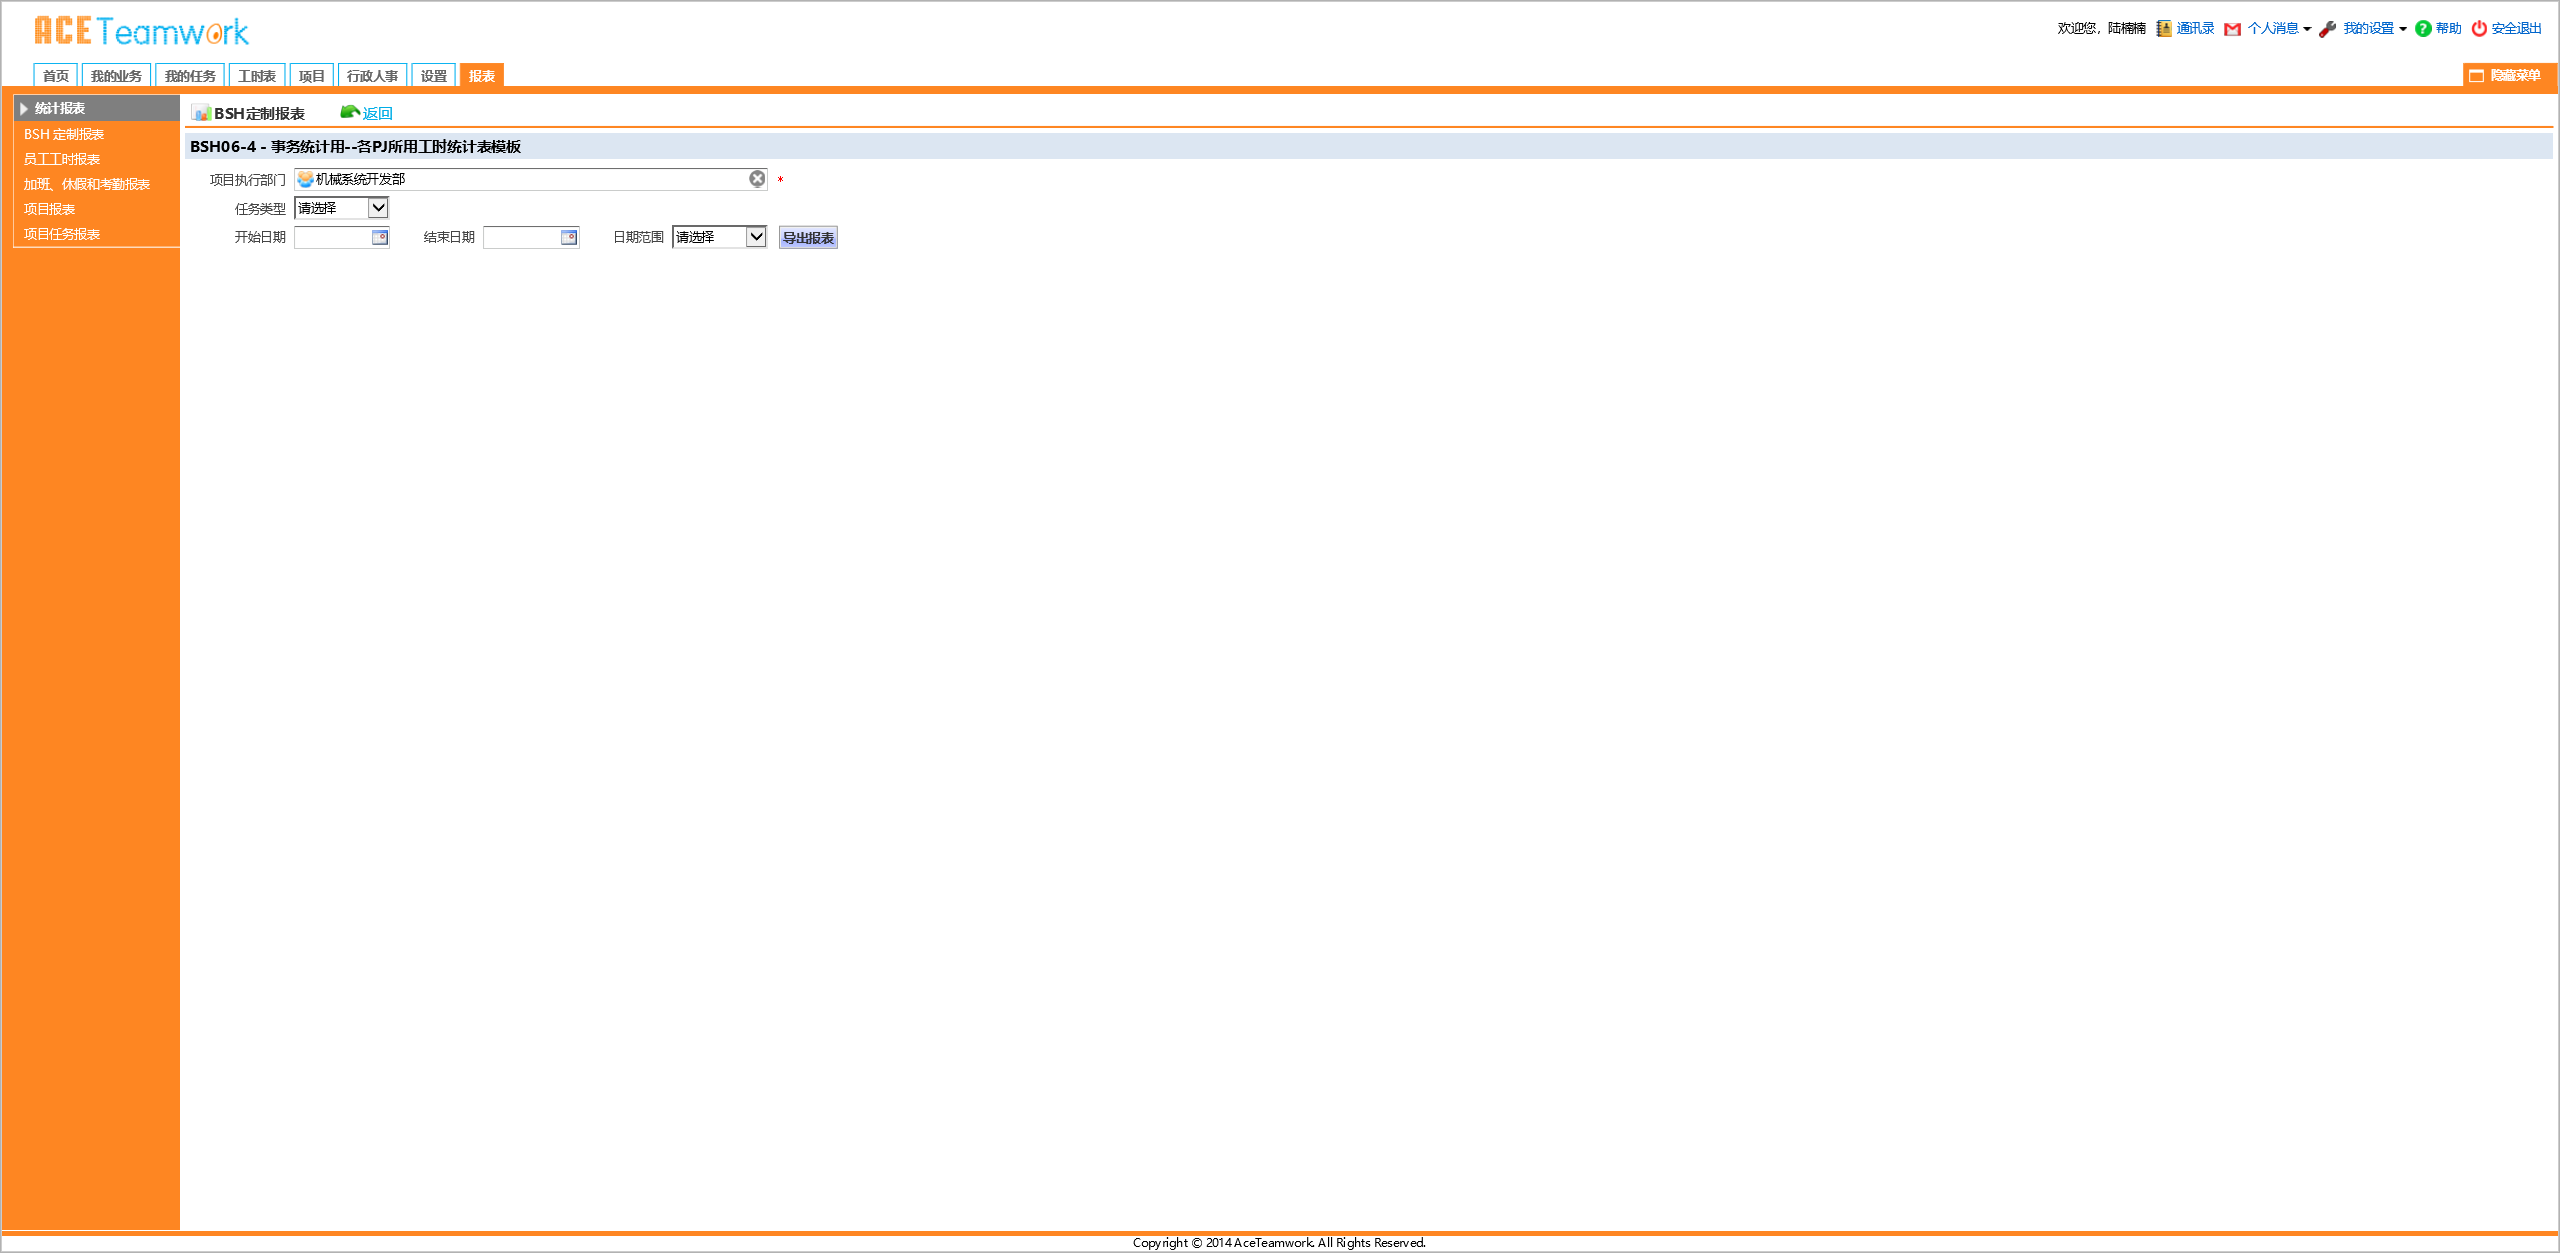 ACETeamwork
欢迎您，陆楠楠 通讯录 个人消息 我的设置 帮助 安全退出
首页 我的业务 我的任务 工时表 项目 行政人事 设置 报表 隐藏菜单
统计报表
BSH 定制报表
员工工时报表
加班、休假和考勤报表
项目报表
项目任务报表
BSH定制报表 返回
BSH06-4 - 事务统计用--各PJ所用工时统计表模板
项目执行部门 机械系统开发部 *
任务类型 请选择
开始日期 结束日期 日期范围 请选择 导出报表
Copyright © 2014 AceTeamwork. All Rights Reserved.